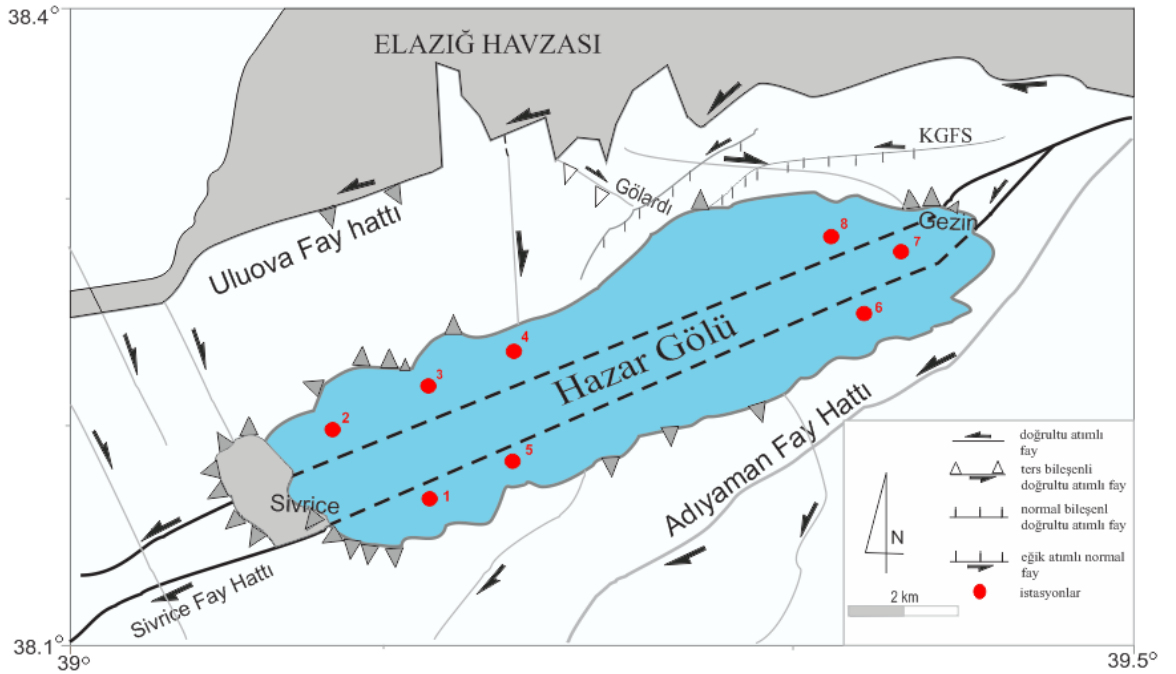 38.4°
ELAZIĞ HAVZASI
KGFS
Gölardı
Gezin
Uluova Fay hattı
8
7
6
4
3
Hazar Gölü
2
5
1
Sivrice
Adıyaman Fay Hattı
Sivrice Fay Hattı
doğrultu atımlı
fay
ters bileşenli
doğrultu atımlı fay
normal bileşenl
doğrultu atımlı fay
eğik atımlı normal
fay
istasyonlar
N
2 km
38.1°
39°
39.5°